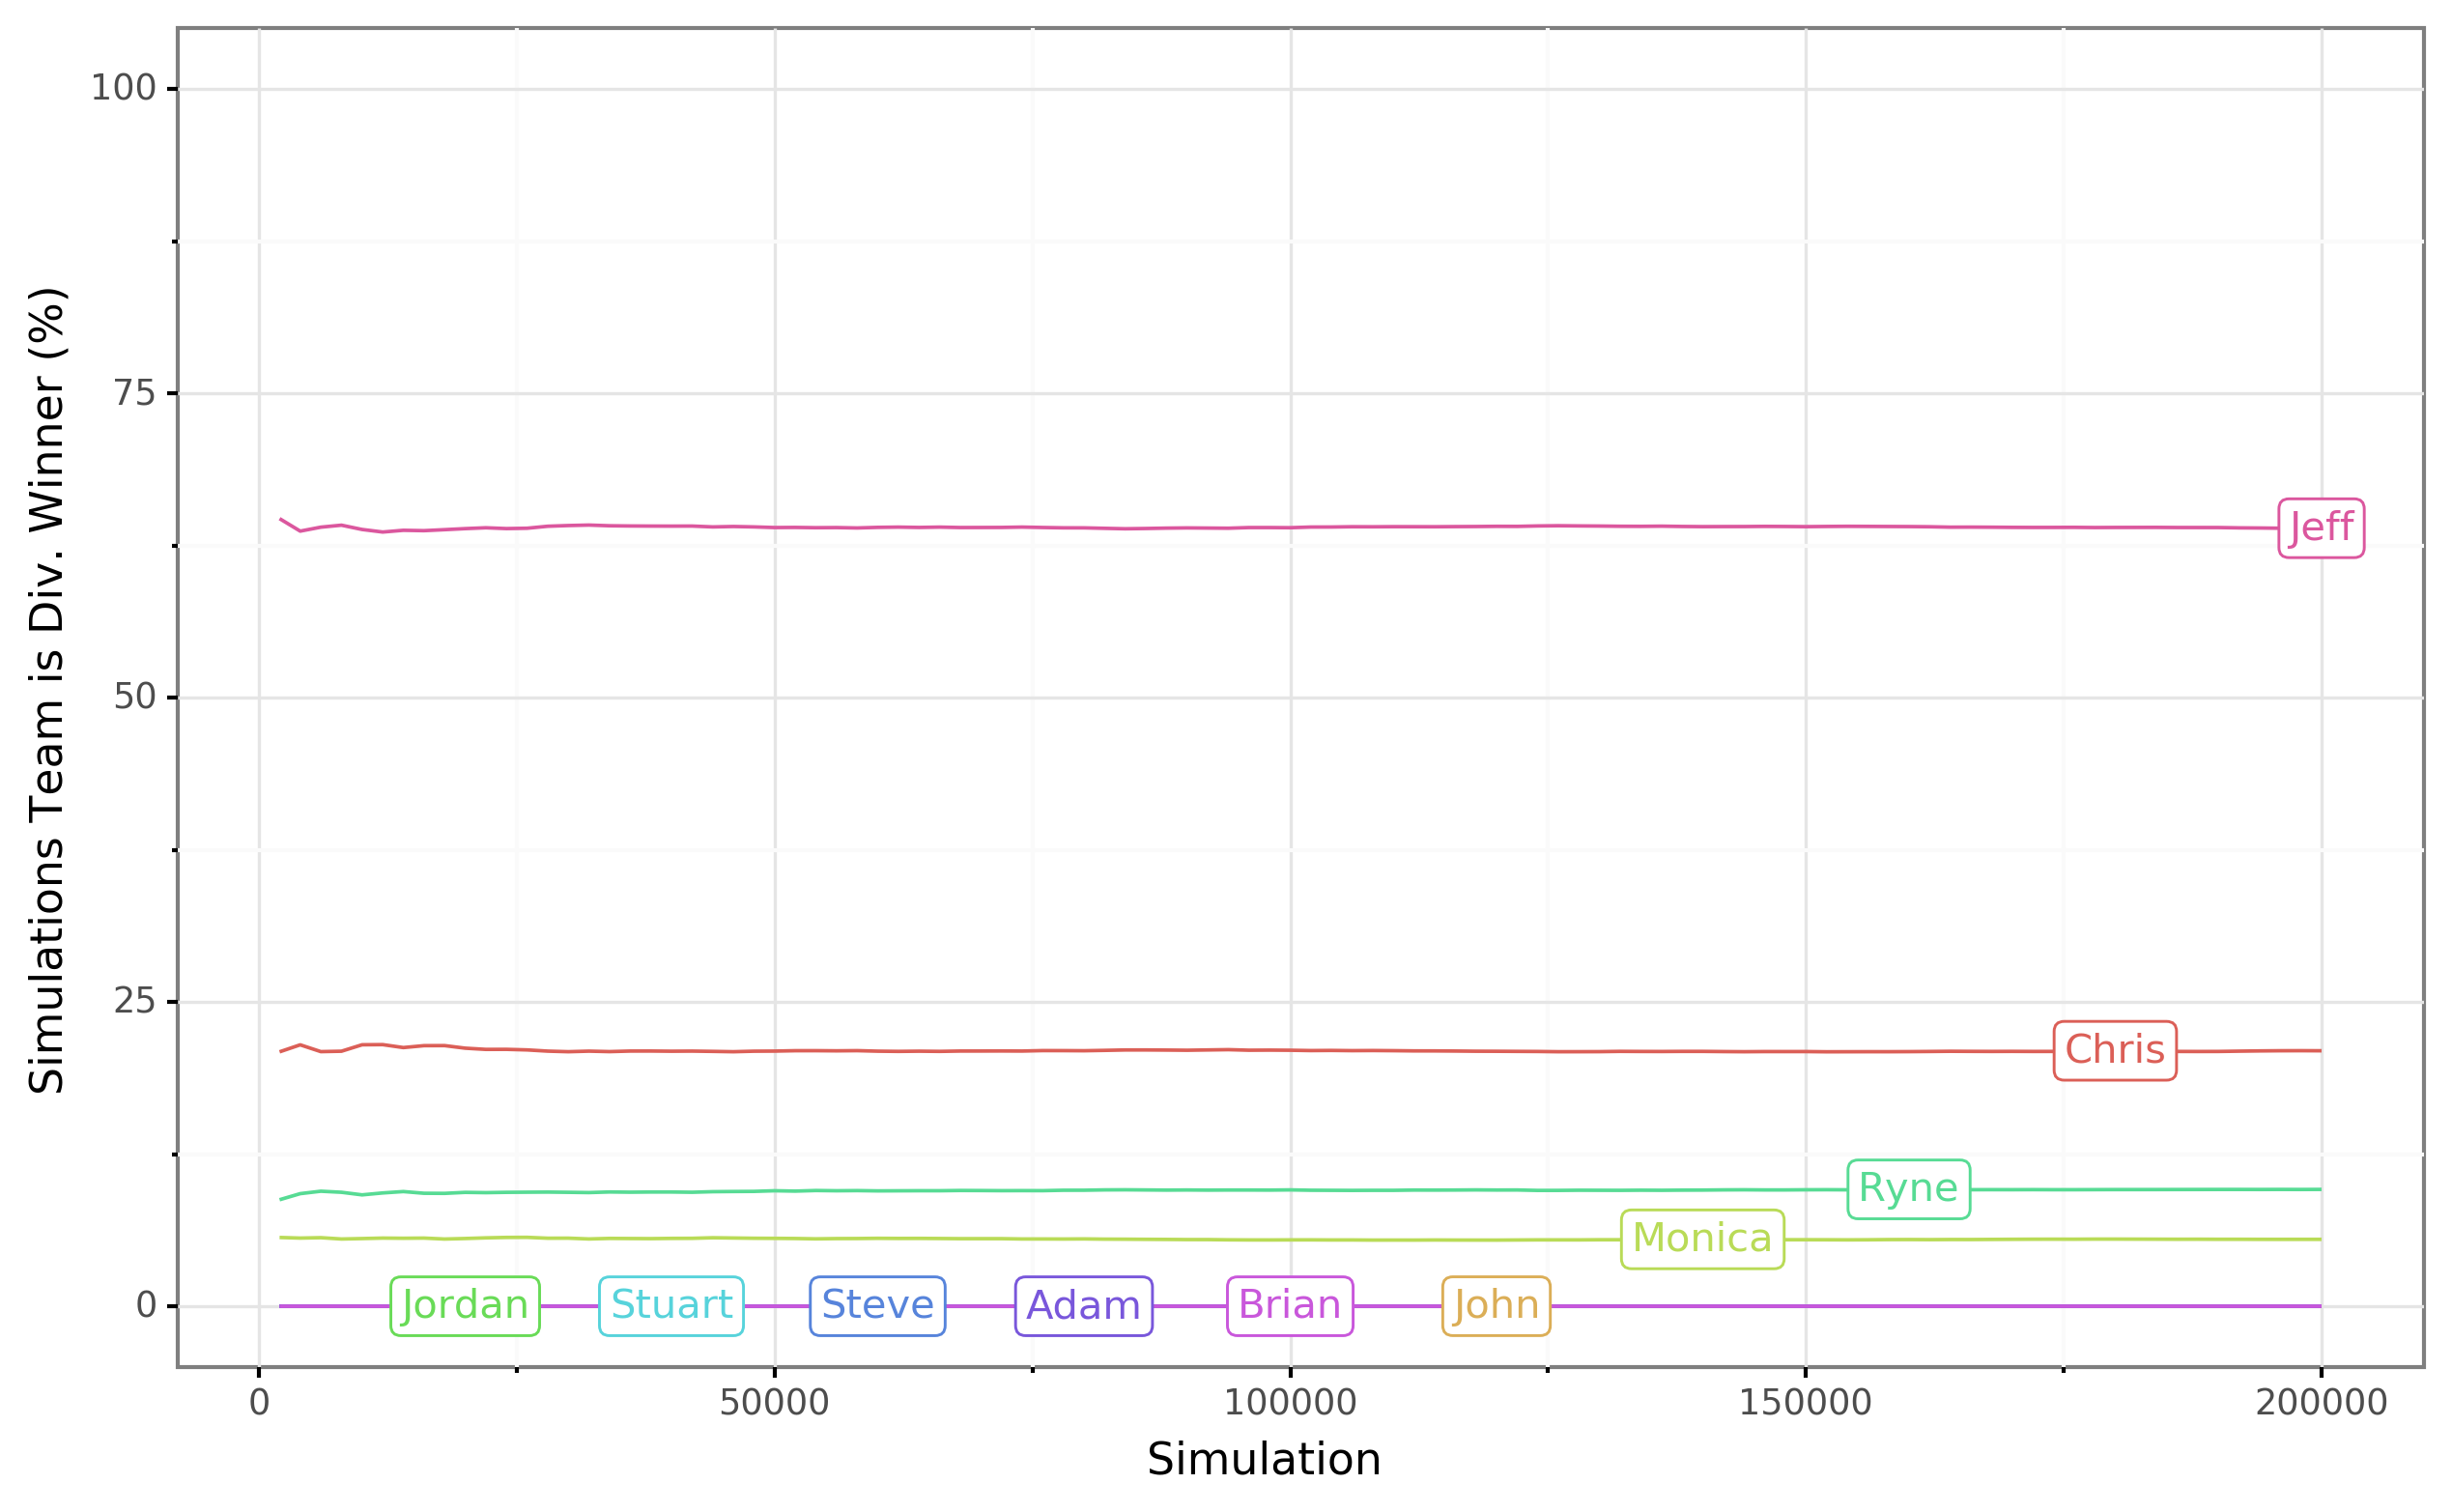 Simulations Team is Div. Winner (%)
100
75
50
25
0
Jeff
Chris
Ryne
Monica
Jordan
Stuart
Steve
Adam
Brian
John
0
50000
100000
150000
200000
Simulation